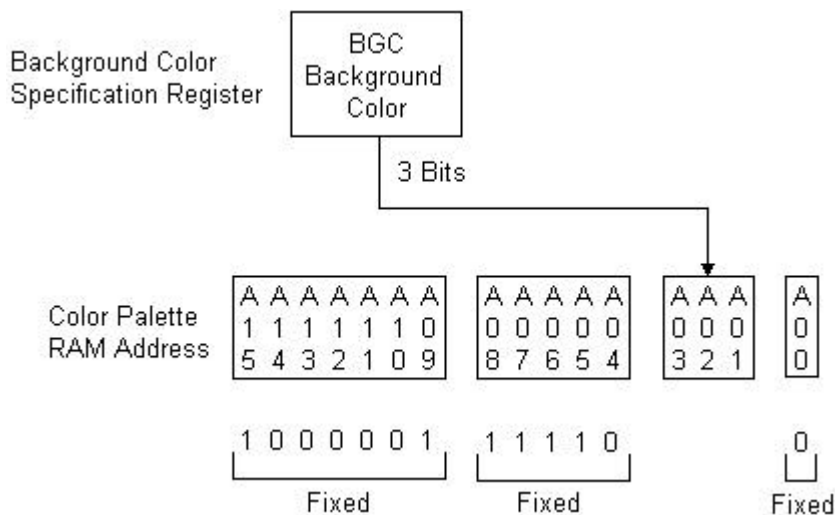 Background Color
Specification Register
BGC
Background
Color
3 Bits
Color Palette
RAM Address
A A A A A A A
1 1 1 1 1 1 0
5 4 3 2 1 0 9
A A A A A
0 0 0 0 0
8 7 6 5 4
A A A
0 0 0
3 2 1
A
0
0
1 0 0 0 0 0 1
1 1 1 1 0
0
Fixed
Fixed
Fixed